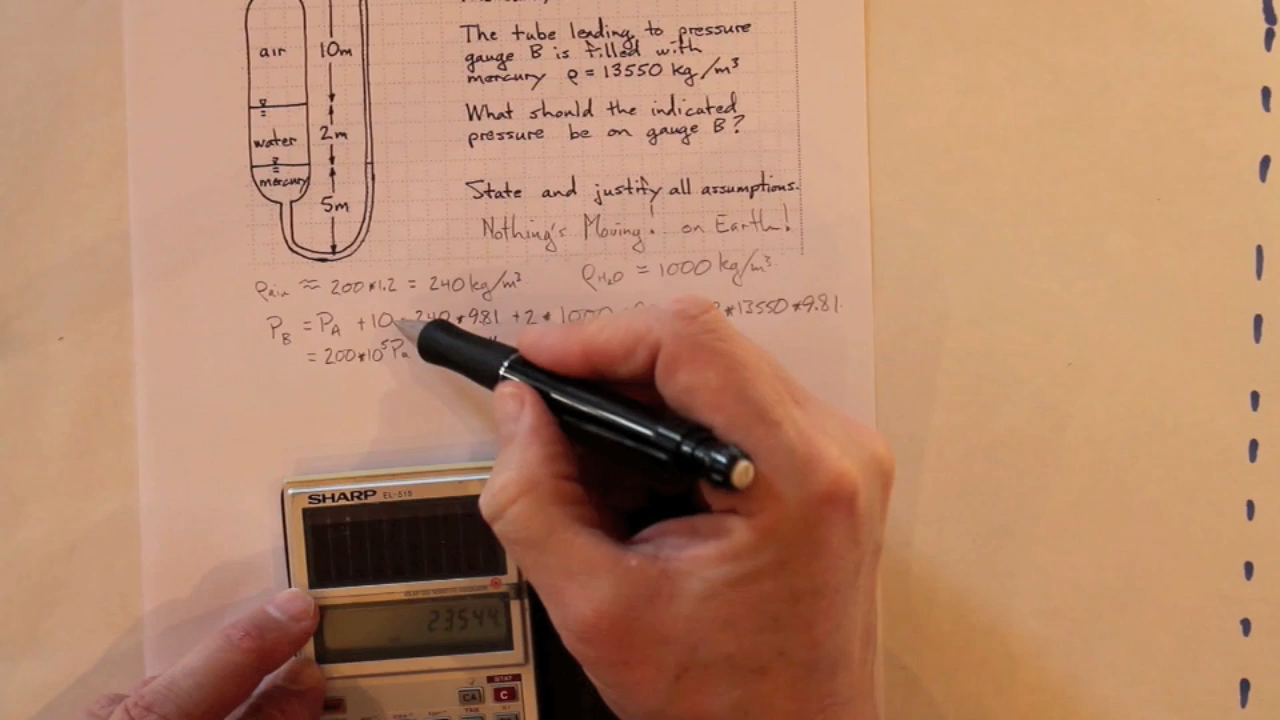 The tube leading to pressure
gauge B is filled with
mercury ρ = 13550 kg/m³
What should the indicated
pressure be on gauge B?
State and justify all assumptions.
Nothing's Moving! on Earth!
air
10m
water
2m
mercury
5m
ρair ≈ 200*1.2 = 240 kg/m³
ρH₂O = 1000 kg/m³
P_B = P_A + 10 * 240 * 9.81 + 2 * 1000 *13550*9.81
= 200*10⁵ Pa
SHARP EL-515
23544
CA
STAT
C